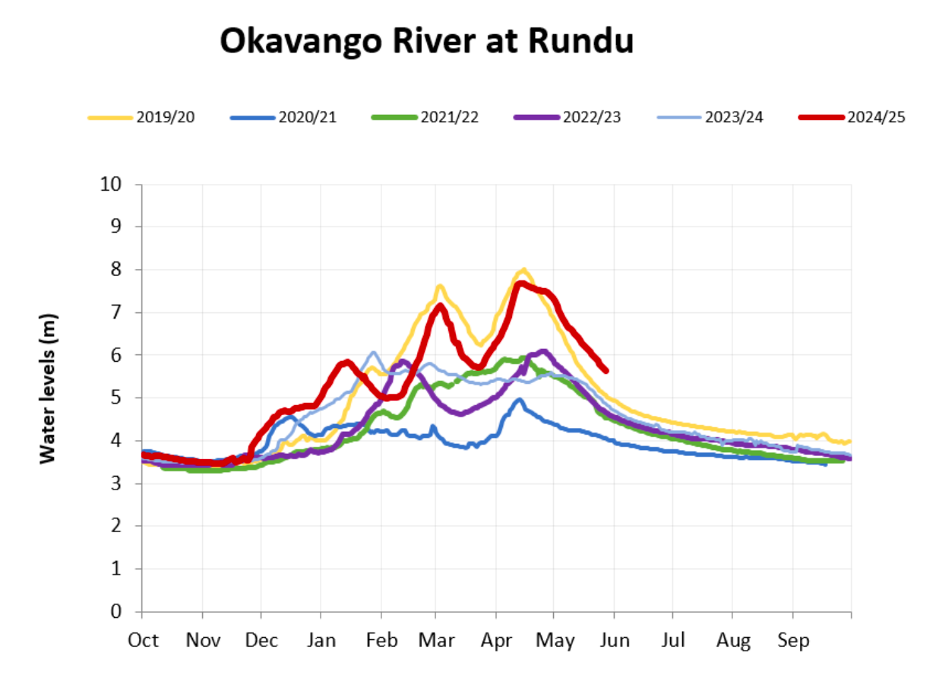 Okavango River at Rundu
2019/20 2020/21 2021/22 2022/23 2023/24 2024/25
10
9
8
7
6
5
4
3
2
1
0
Water levels (m)
Oct Nov Dec Jan Feb Mar Apr May Jun Jul Aug Sep